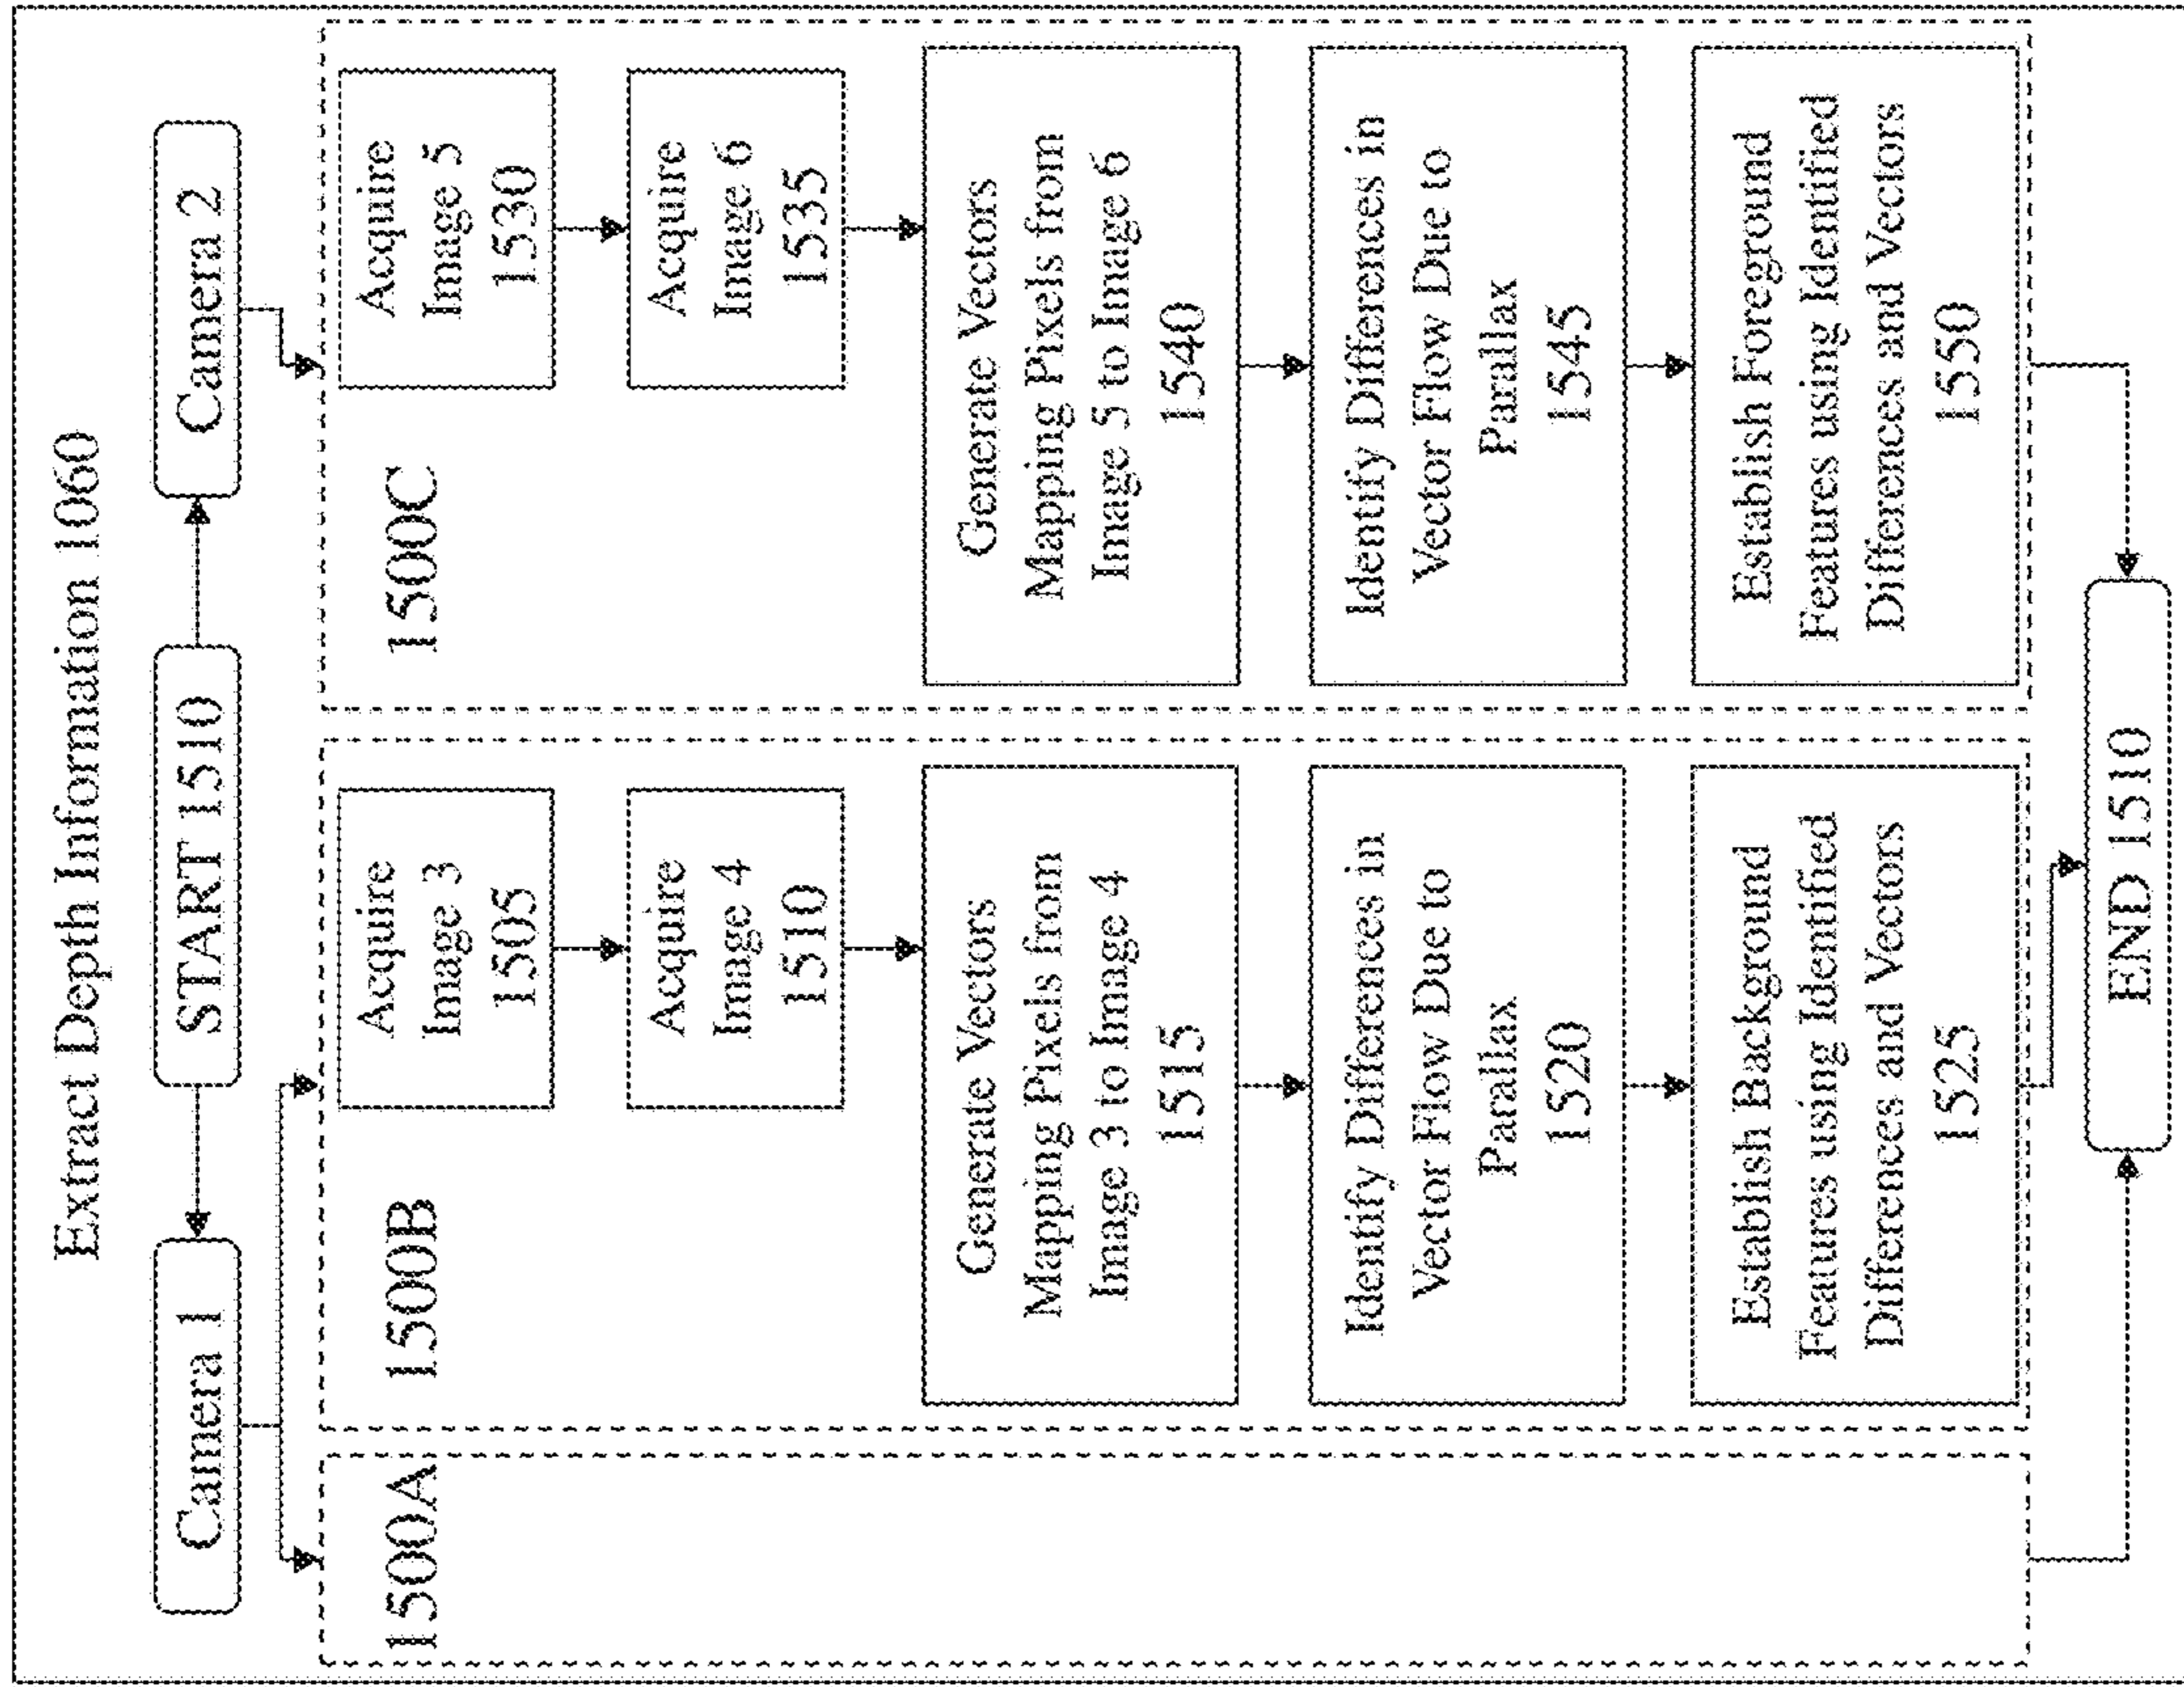 Extract Depth Information 1060
Camera 1
START 1510
Camera 2
1500A
1500B
Acquire
Image 3
1505
Acquire
Image 4
1510
Generate Vectors
Mapping Pixels from
Image 3 to Image 4
1515
Identify Differences in
Vector Flow Due to
Parallax
1520
Establish Background
Features using Identified
Differences and Vectors
1525
1500C
Acquire
Image 5
1530
Acquire
Image 6
1535
Generate Vectors
Mapping Pixels from
Image 5 to Image 6
1540
Identify Differences in
Vector Flow Due to
Parallax
1545
Establish Foreground
Features using Identified
Differences and Vectors
1550
END 1510